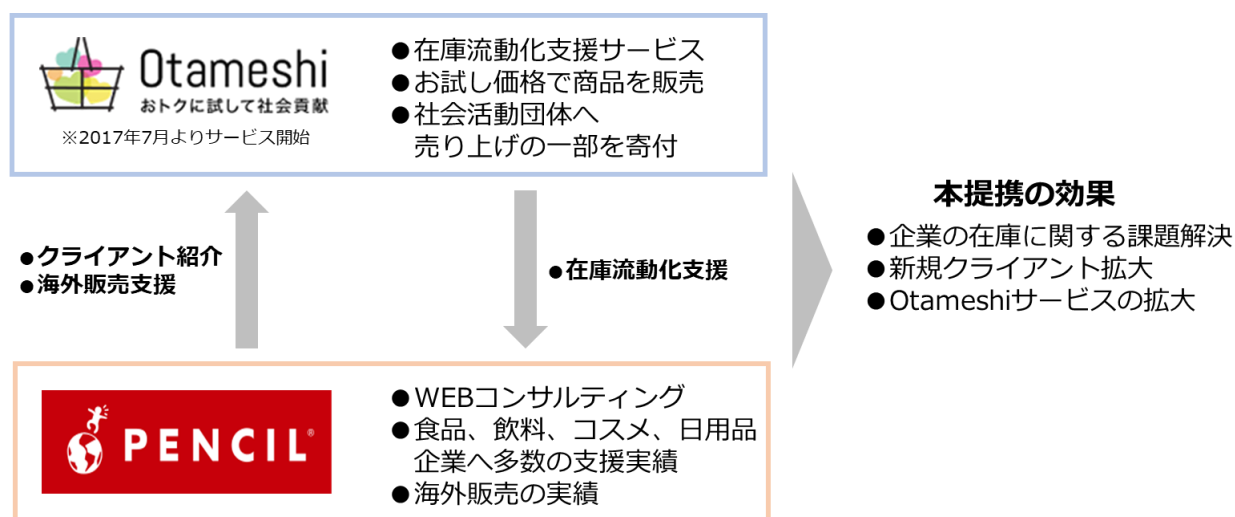 Otameshi
おトクに試して社会貢献
※2017年7月よりサービス開始
●在庫流動化支援サービス
●お試し価格で商品を販売
●社会活動団体へ
売り上げの一部を寄付
●クライアント紹介
●海外販売支援
●在庫流動化支援
PENCIL®
●WEBコンサルティング
●食品、飲料、コスメ、日用品
企業へ多数の支援実績
●海外販売の実績
本提携の効果
●企業の在庫に関する課題解決
●新規クライアント拡大
●Otameshiサービスの拡大